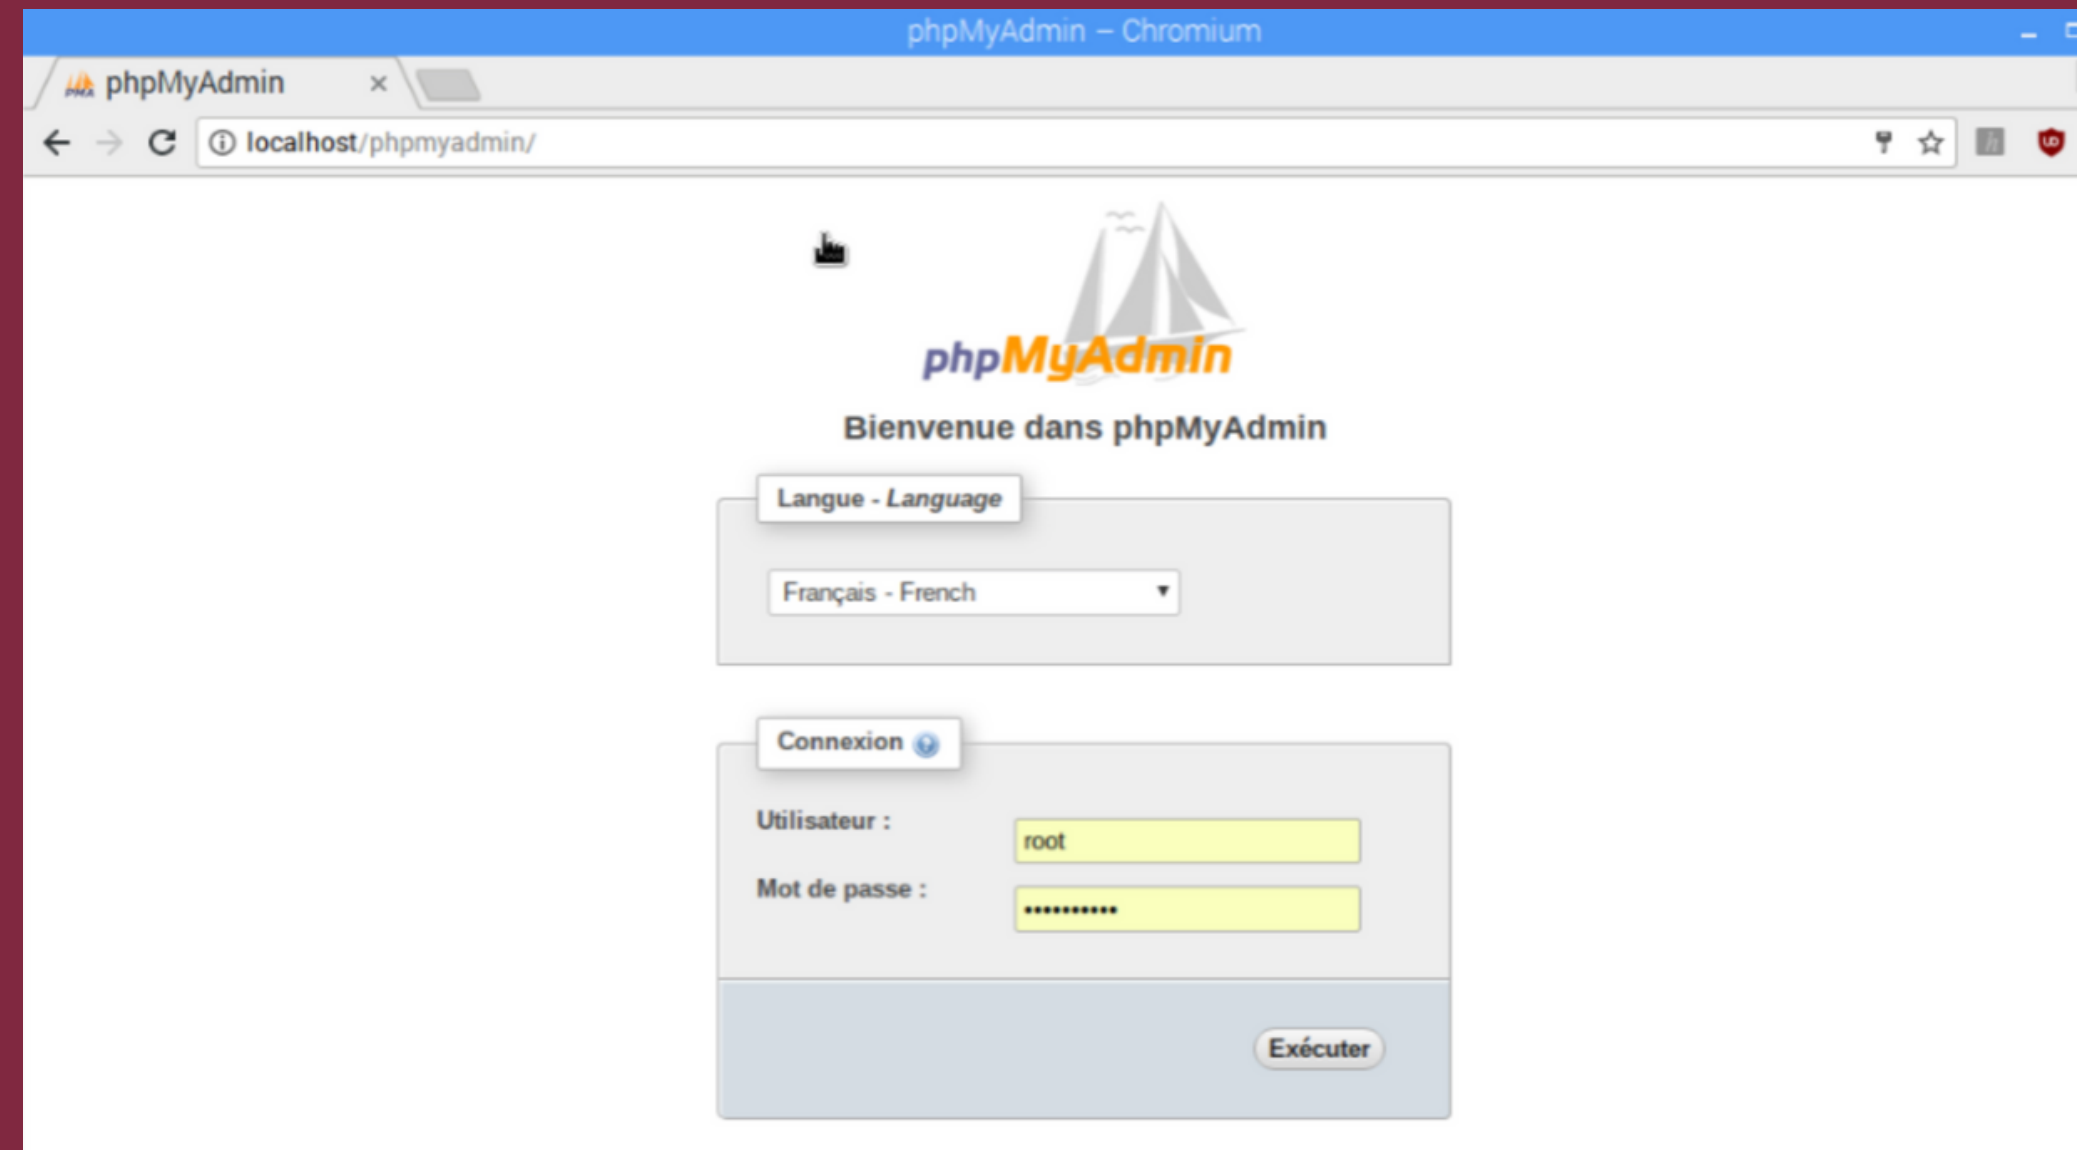 phpMyAdmin – Chromium
phpMyAdmin
localhost/phpmyadmin/
phpMyAdmin
Bienvenue dans phpMyAdmin
Langue - Language
Français - French
Connexion
Utilisateur :
root
Mot de passe :
••••••••••
Exécuter